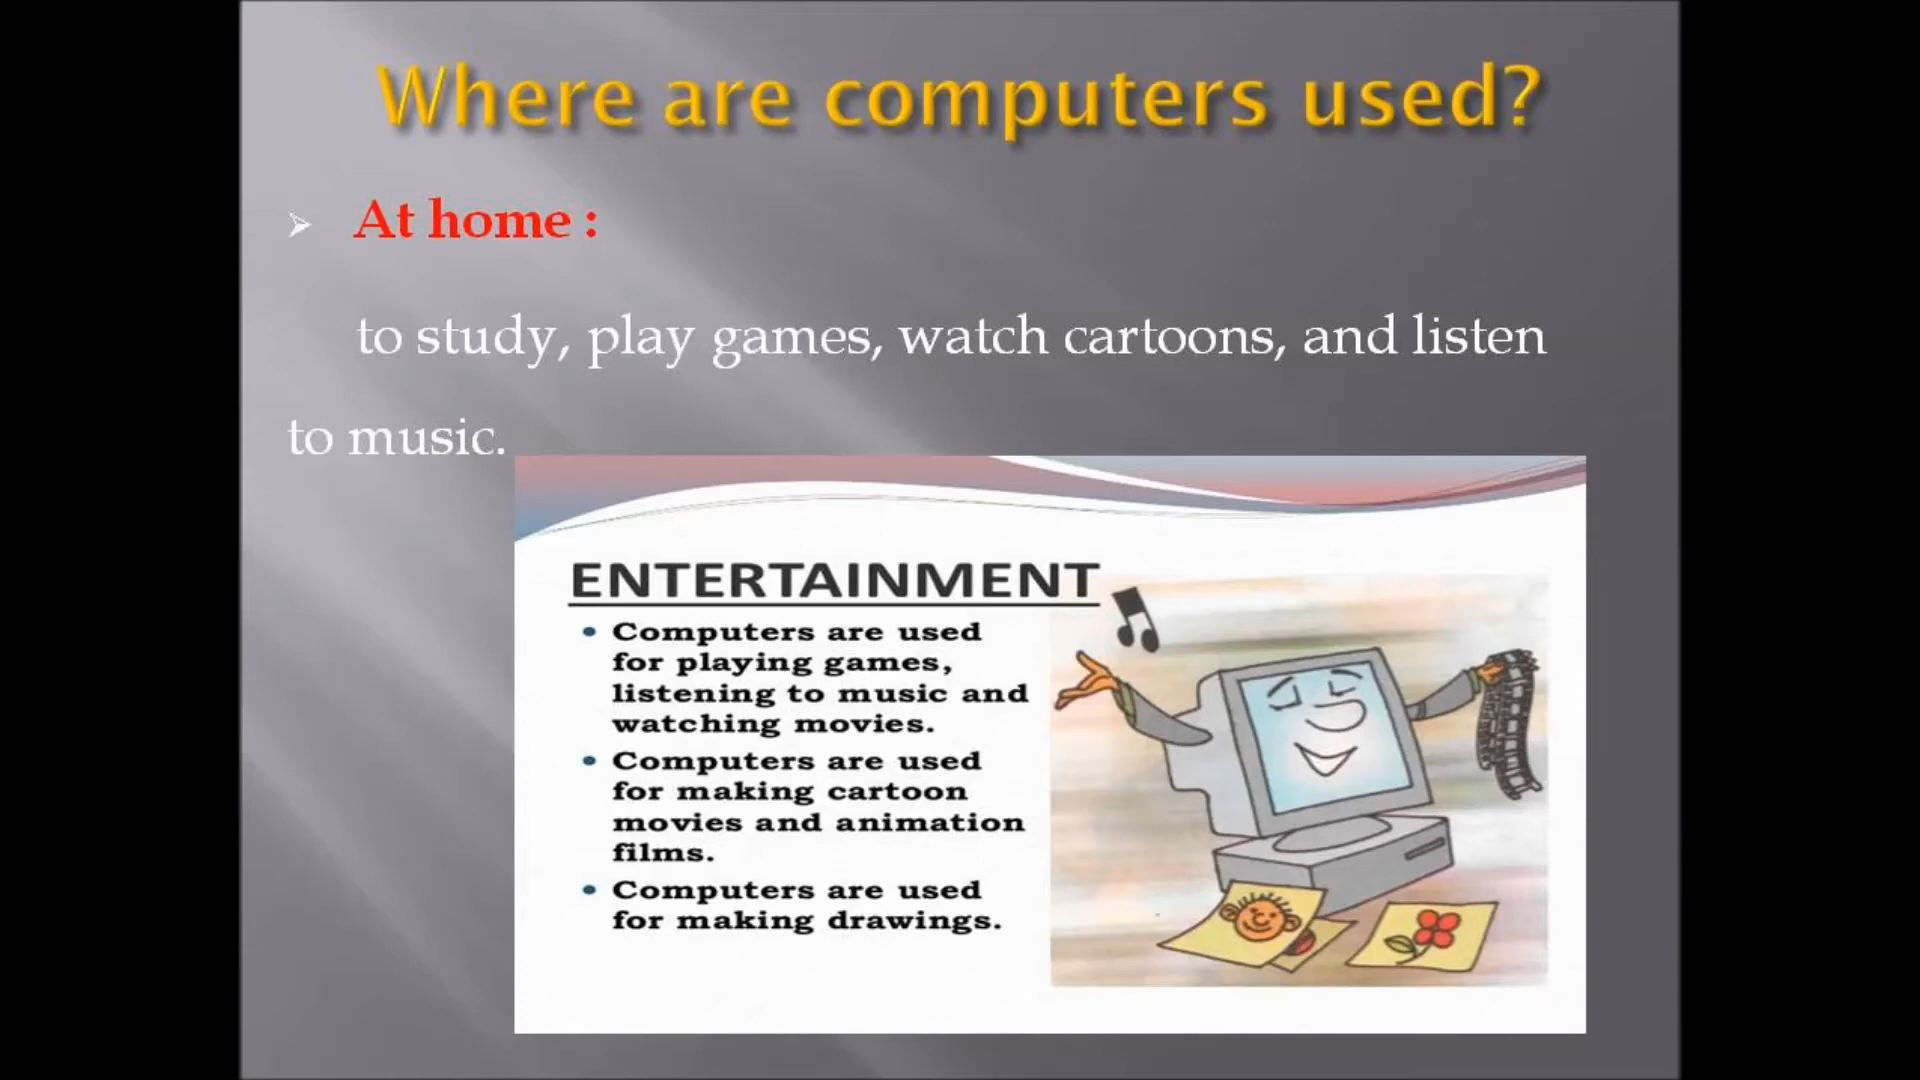 Where are computers used?
At home :
to study, play games, watch cartoons, and listen
to music.
ENTERTAINMENT
• Computers are used
for playing games,
listening to music and
watching movies.
• Computers are used
for making cartoon
movies and animation
films.
• Computers are used
for making drawings.